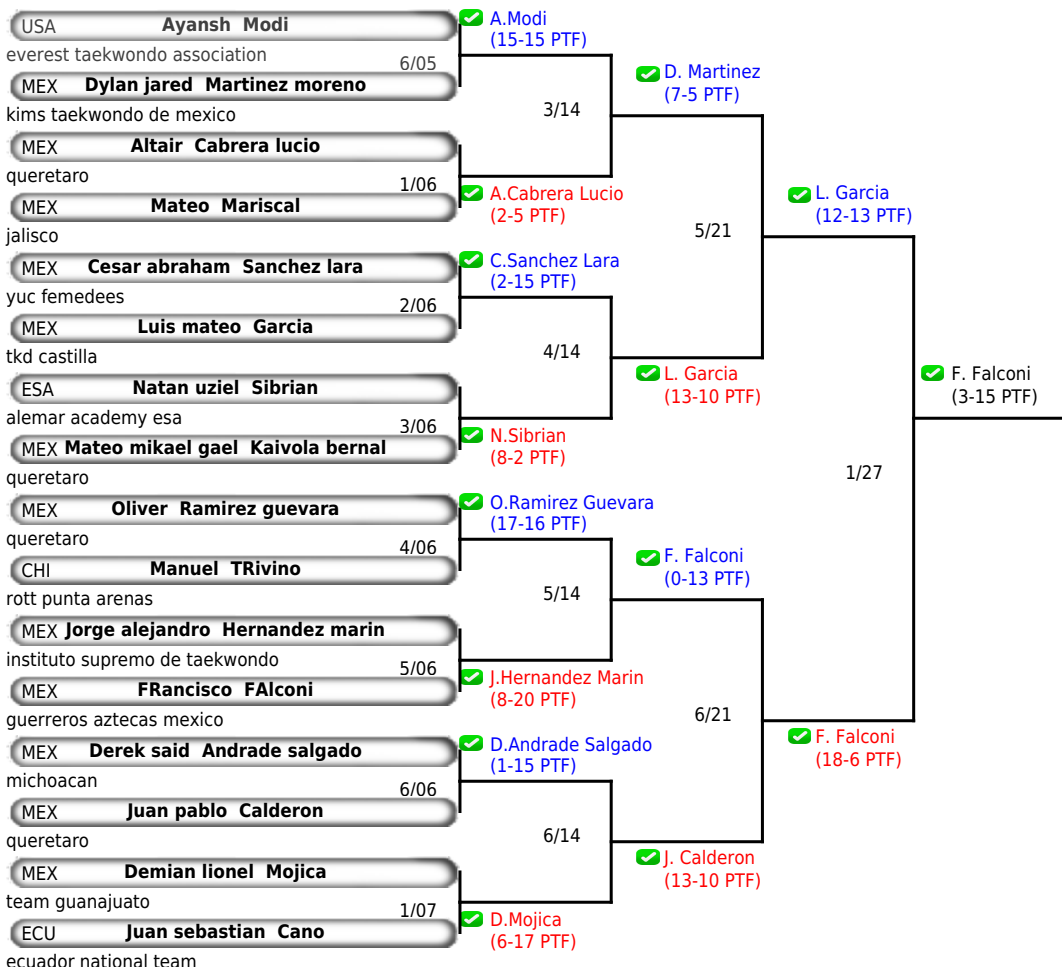 USA Ayansh Modi
everest taekwondo association
6/05
MEX Dylan jared Martinez moreno
kims taekwondo de mexico
MEX Altair Cabrera lucio
queretaro
1/06
MEX Mateo Mariscal
jalisco
MEX Cesar abraham Sanchez lara
yuc femedees
2/06
MEX Luis mateo Garcia
tkd castilla
ESA Natan uziel Sibrian
alemar academy esa
3/06
MEX Mateo mikael gael Kaivola bernal
queretaro
MEX Oliver Ramirez guevara
queretaro
4/06
CHI Manuel TRivino
rott punta arenas
MEX Jorge alejandro Hernandez marin
instituto supremo de taekwondo
5/06
MEX FRancisco FAlconi
guerreros aztecas mexico
MEX Derek said Andrade salgado
michoacan
6/06
MEX Juan pablo Calderon
queretaro
MEX Demian lionel Mojica
team guanajuato
1/07
ECU Juan sebastian Cano
ecuador national team
A.Modi
(15-15 PTF)
3/14
A.Cabrera Lucio
(2-5 PTF)
C.Sanchez Lara
(2-15 PTF)
4/14
N.Sibrian
(8-2 PTF)
O.Ramirez Guevara
(17-16 PTF)
5/14
J.Hernandez Marin
(8-20 PTF)
D.Andrade Salgado
(1-15 PTF)
6/14
D.Mojica
(6-17 PTF)
D. Martinez
(7-5 PTF)
5/21
L. Garcia
(13-10 PTF)
F. Falconi
(0-13 PTF)
6/21
J. Calderon
(13-10 PTF)
L. Garcia
(12-13 PTF)
1/27
F. Falconi
(18-6 PTF)
F. Falconi
(3-15 PTF)